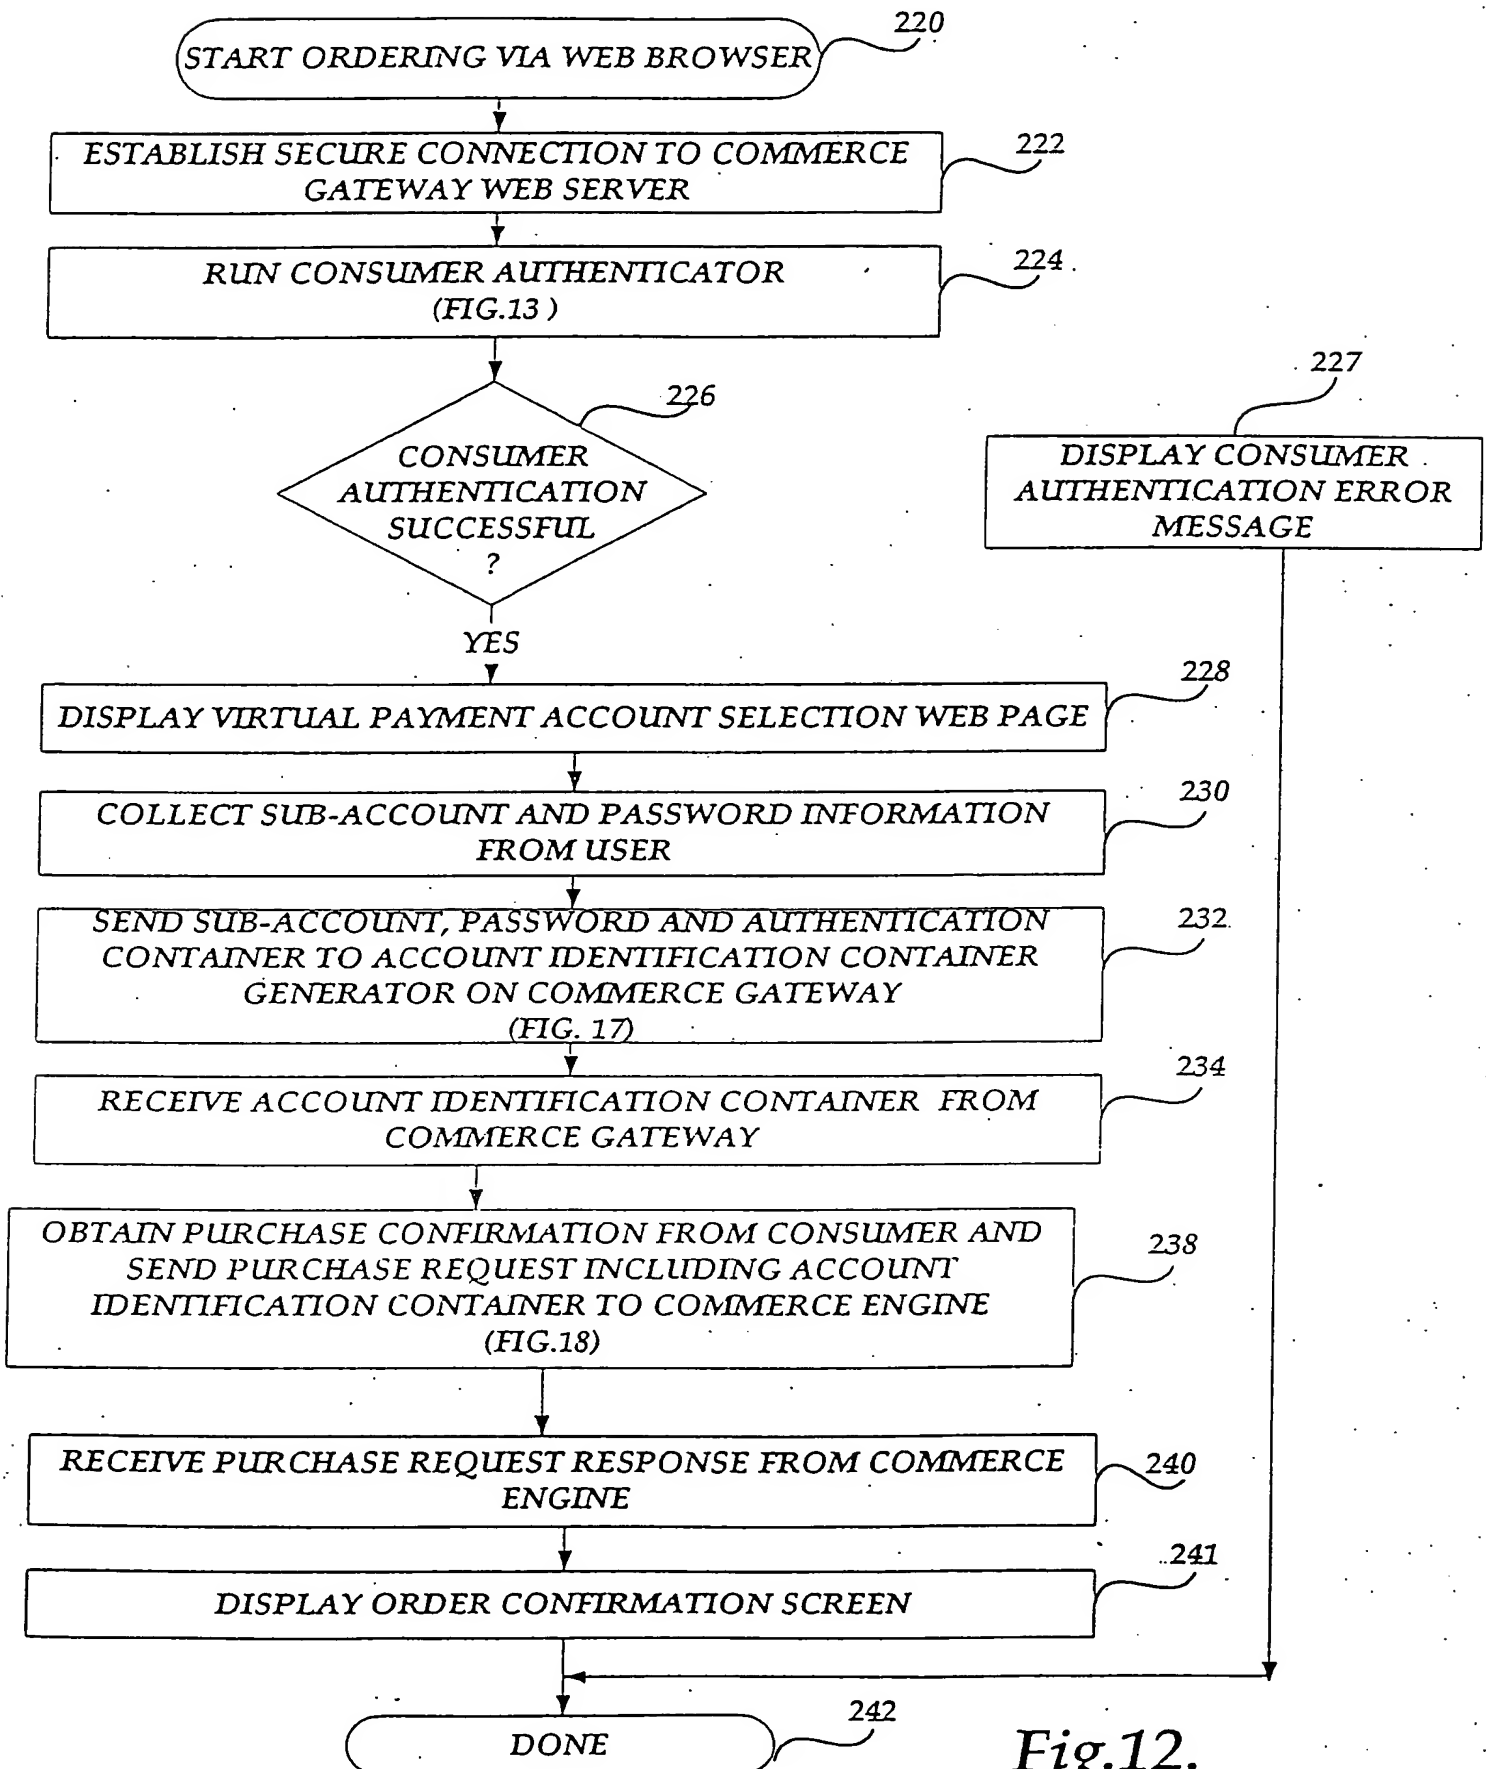 220
START ORDERING VIA WEB BROWSER
222
ESTABLISH SECURE CONNECTION TO COMMERCE
GATEWAY WEB SERVER
224
RUN CONSUMER AUTHENTICATOR
(FIG.13 )
227
226
CONSUMER
AUTHENTICATION
SUCCESSFUL
?
DISPLAY CONSUMER
AUTHENTICATION ERROR
MESSAGE
YES
228
DISPLAY VIRTUAL PAYMENT ACCOUNT SELECTION WEB PAGE
230
COLLECT SUB-ACCOUNT AND PASSWORD INFORMATION
FROM USER
232
SEND SUB-ACCOUNT, PASSWORD AND AUTHENTICATION
CONTAINER TO ACCOUNT IDENTIFICATION CONTAINER
GENERATOR ON COMMERCE GATEWAY
(FIG. 17)
234
RECEIVE ACCOUNT IDENTIFICATION CONTAINER FROM
COMMERCE GATEWAY
238
OBTAIN PURCHASE CONFIRMATION FROM CONSUMER AND
SEND PURCHASE REQUEST INCLUDING ACCOUNT
IDENTIFICATION CONTAINER TO COMMERCE ENGINE
(FIG.18)
240
RECEIVE PURCHASE REQUEST RESPONSE FROM COMMERCE
ENGINE
241
DISPLAY ORDER CONFIRMATION SCREEN
242
DONE
Fig.12.